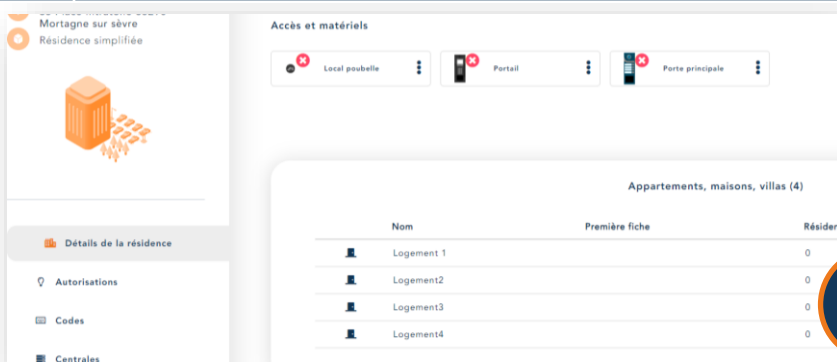 Mortagne sur sèvre
Résidence simplifiée
Détails de la résidence
Autorisations
Codes
Centrales
Accès et matériels
Local poubelle
Portail
Porte principale
Appartements, maisons, villas (4)
Nom Première fiche
Logement 1 0
Logement2 0
Logement3 0
Logement4 0